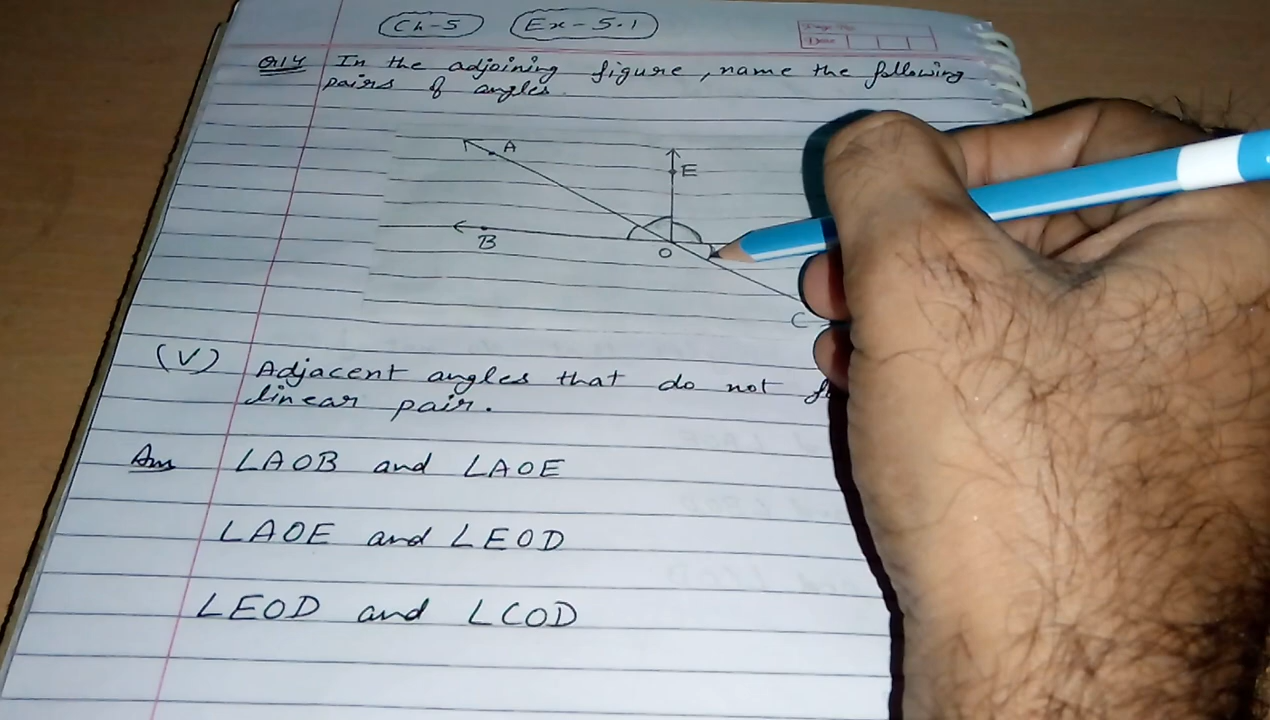 Ch-5 Ex-5.1
Date
Q14 In the adjoining figure, name the following
pairs of angles.
A
E
B
O
C
(V) Adjacent angles that do not
linear pair.
Ans ∠AOB and ∠AOE
∠AOE and ∠EOD
∠EOD and ∠COD